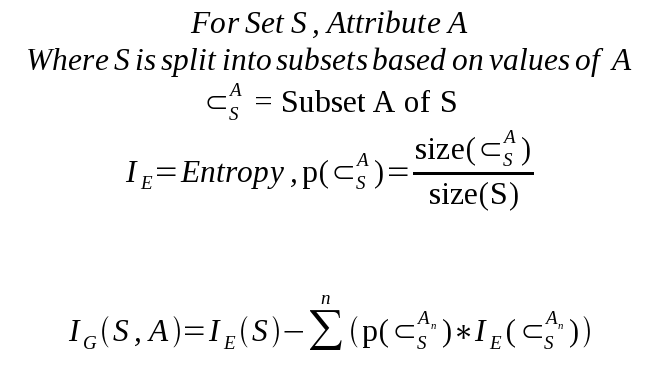 For Set S , Attribute A
Where S is split into subsets based on values of A
⊂_S^A = Subset A of S
I_E = Entropy , p(⊂_S^A) = size(⊂_S^A) / size(S)
I_G(S , A) = I_E(S) − ∑^n (p(⊂_S^{A_n}) ∗ I_E(⊂_S^{A_n}))